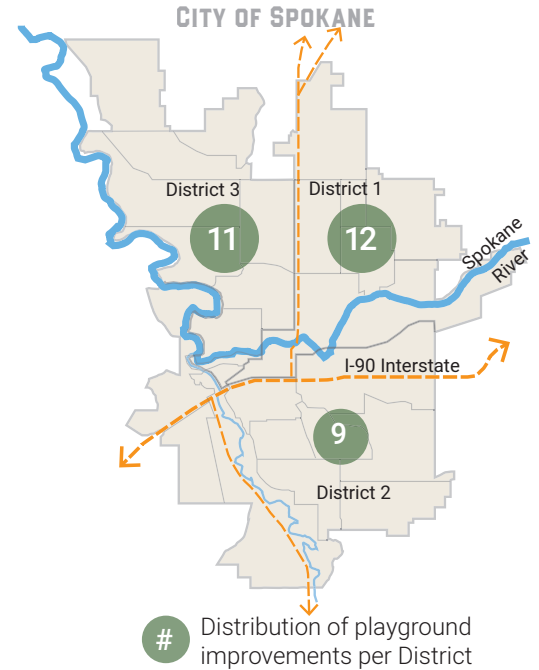 CITY OF SPOKANE
District 3
District 1
11
12
Spokane
River
I-90 Interstate
9
District 2
# Distribution of playground
improvements per District